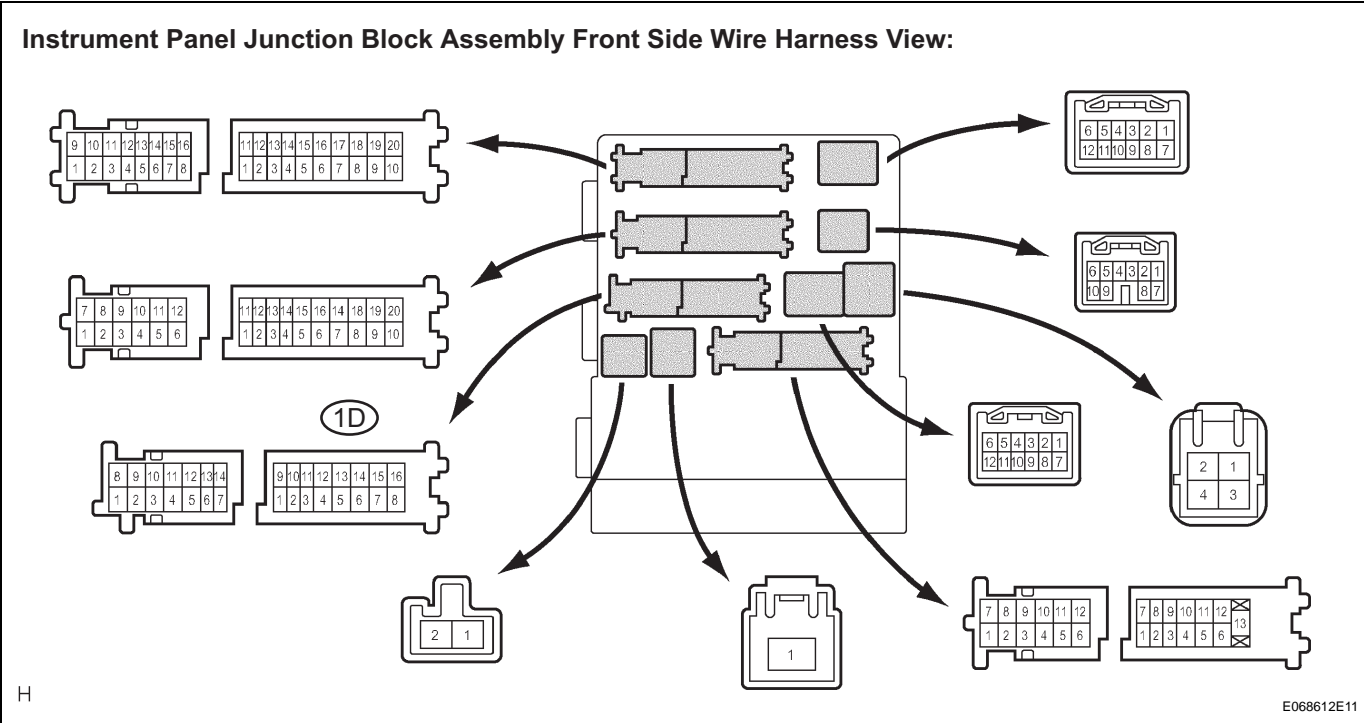 Instrument Panel Junction Block Assembly Front Side Wire Harness View:
9 10 11 12 13 14 15 16
1 2 3 4 5 6 7 8
11 12 13 14 15 16 17 18 19 20
1 2 3 4 5 6 7 8 9 10
6 5 4 3 2 1
12 11 10 9 8 7
7 8 9 10 11 12
1 2 3 4 5 6
11 12 13 14 15 16 14 18 19 20
1 2 3 4 5 6 7 8 9 10
6 5 4 3 2 1
10 9 8 7
1D
8 9 10 11 12 13 14
1 2 3 4 5 6 7
9 10 11 12 13 14 15 16
1 2 3 4 5 6 7 8
6 5 4 3 2 1
12 11 10 9 8 7
2 1
4 3
2 1
1
7 8 9 10 11 12
1 2 3 4 5 6
7 8 9 10 11 12 13
1 2 3 4 5 6
H
E068612E11